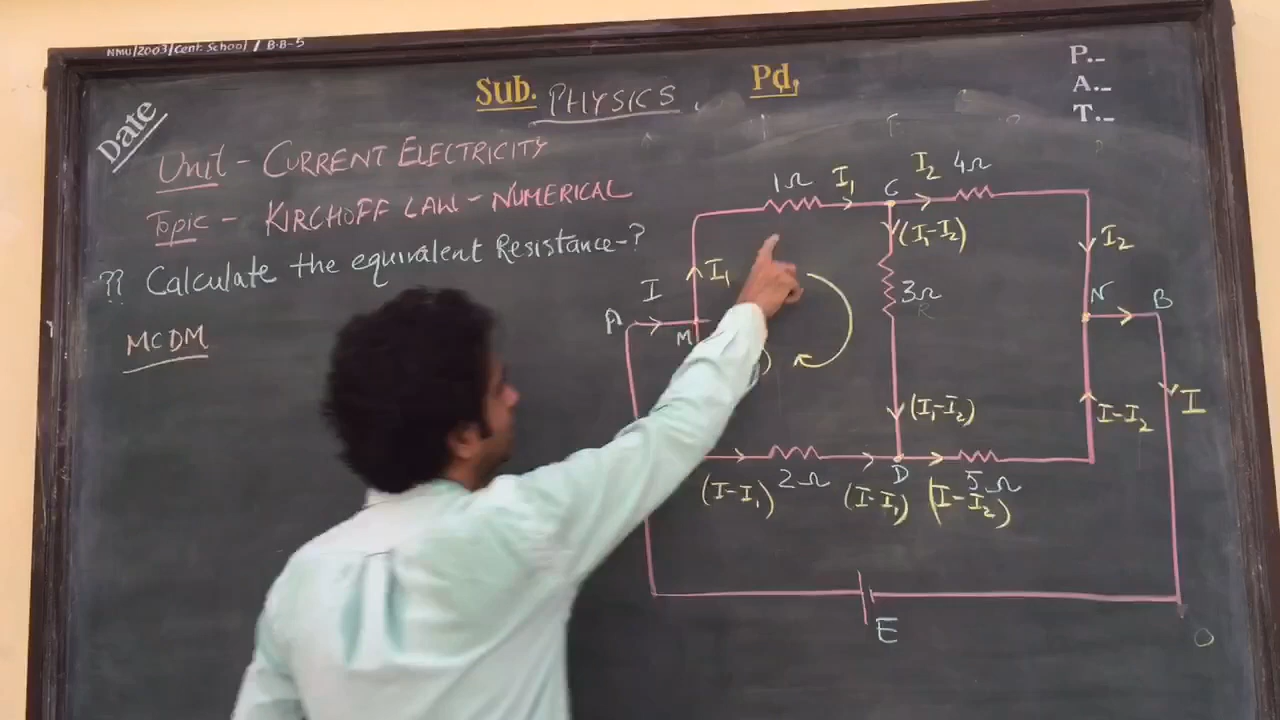 NMU/2003/Cent. School / B.B-5
Date
Sub. PHYSICS. Pd,
P.-
A.-
T.-
Unit - CURRENT ELECTRICITY
Topic - KIRCHOFF LAW - NUMERICAL
?? Calculate the equivalent Resistance - ?
MCDM
1Ω I₁ C I₂ 4Ω
(I₁-I₂)
I₂
I I₁
3Ω
R
A M
N B
(I₁-I₂)
I-I₂
I
(I-I₁) 2Ω (I-I₁) D (I-I₂) 5Ω
E